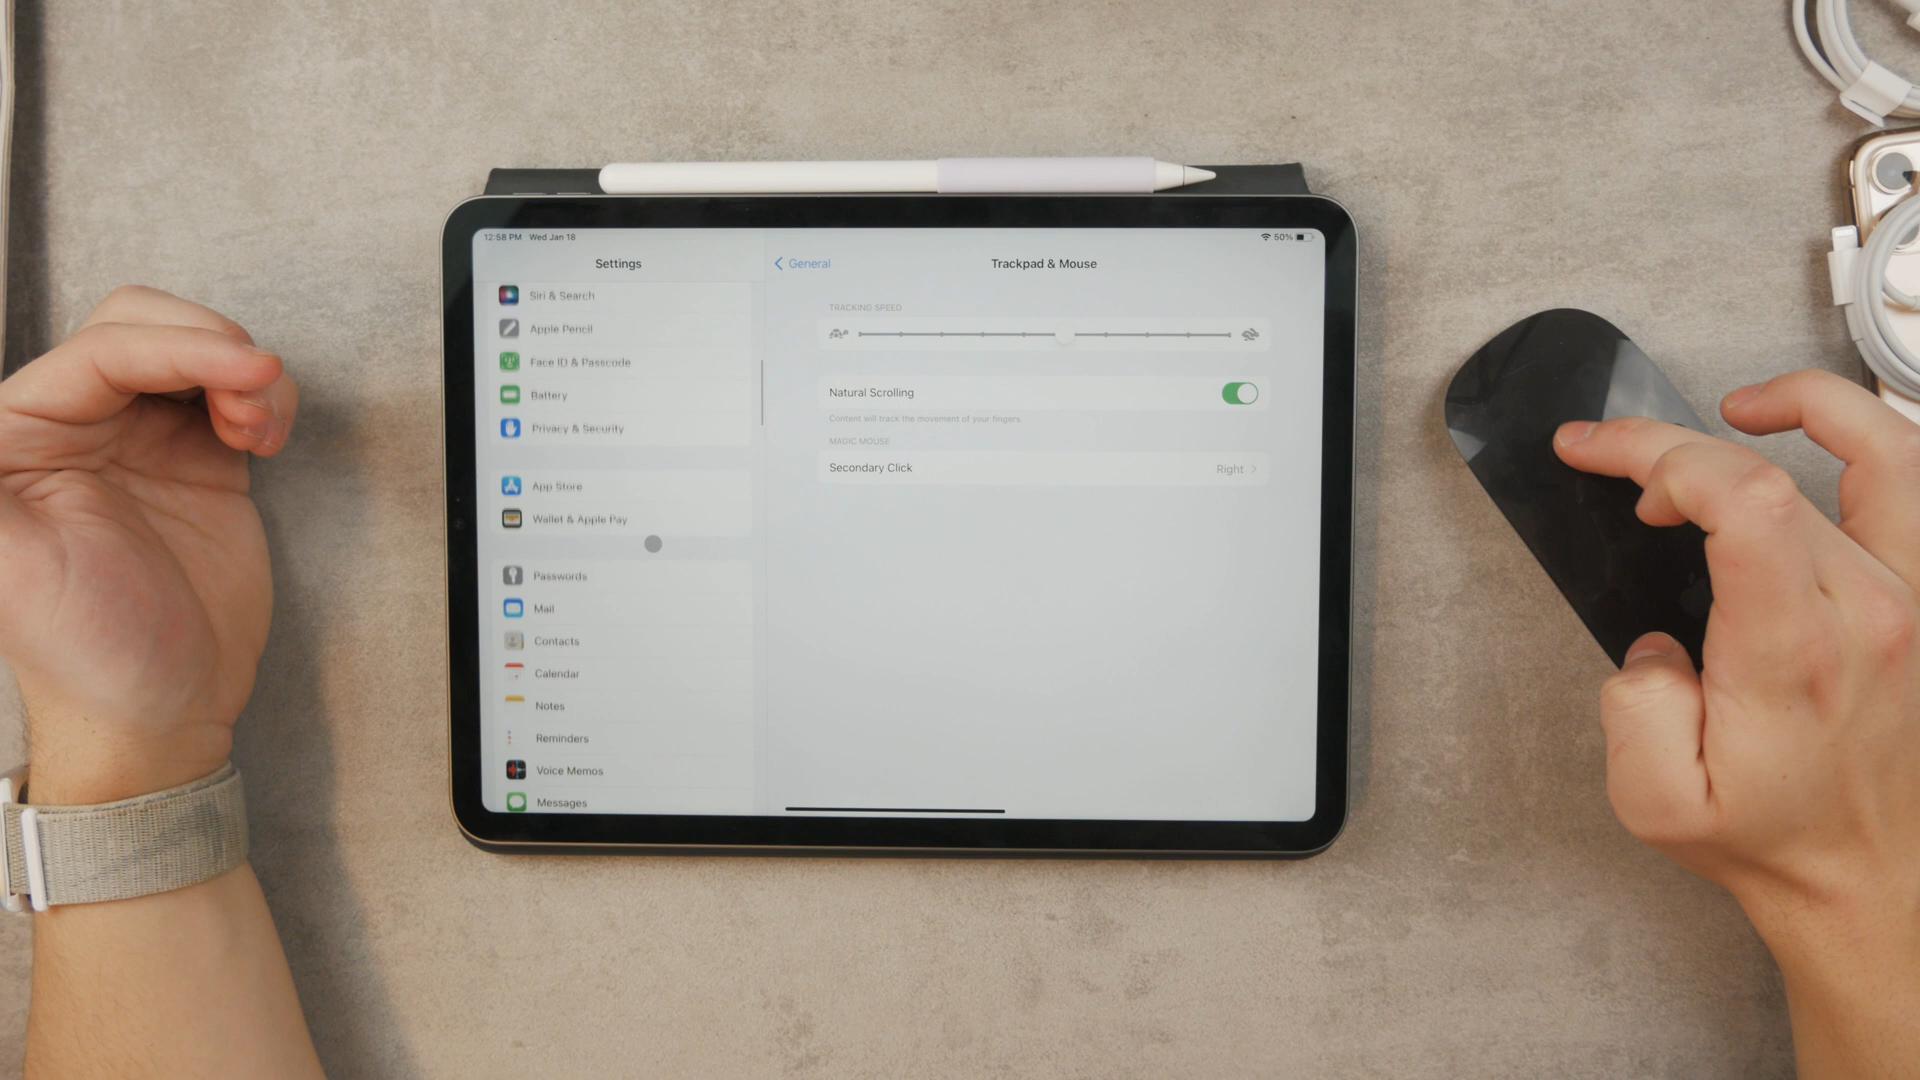 12:58 PM Wed Jan 18
50%
Settings
Siri & Search
Apple Pencil
Face ID & Passcode
Battery
Privacy & Security
App Store
Wallet & Apple Pay
Passwords
Mail
Contacts
Calendar
Notes
Reminders
Voice Memos
Messages
General
Trackpad & Mouse
TRACKING SPEED
Natural Scrolling
Content will track the movement of your fingers.
MAGIC MOUSE
Secondary Click Right